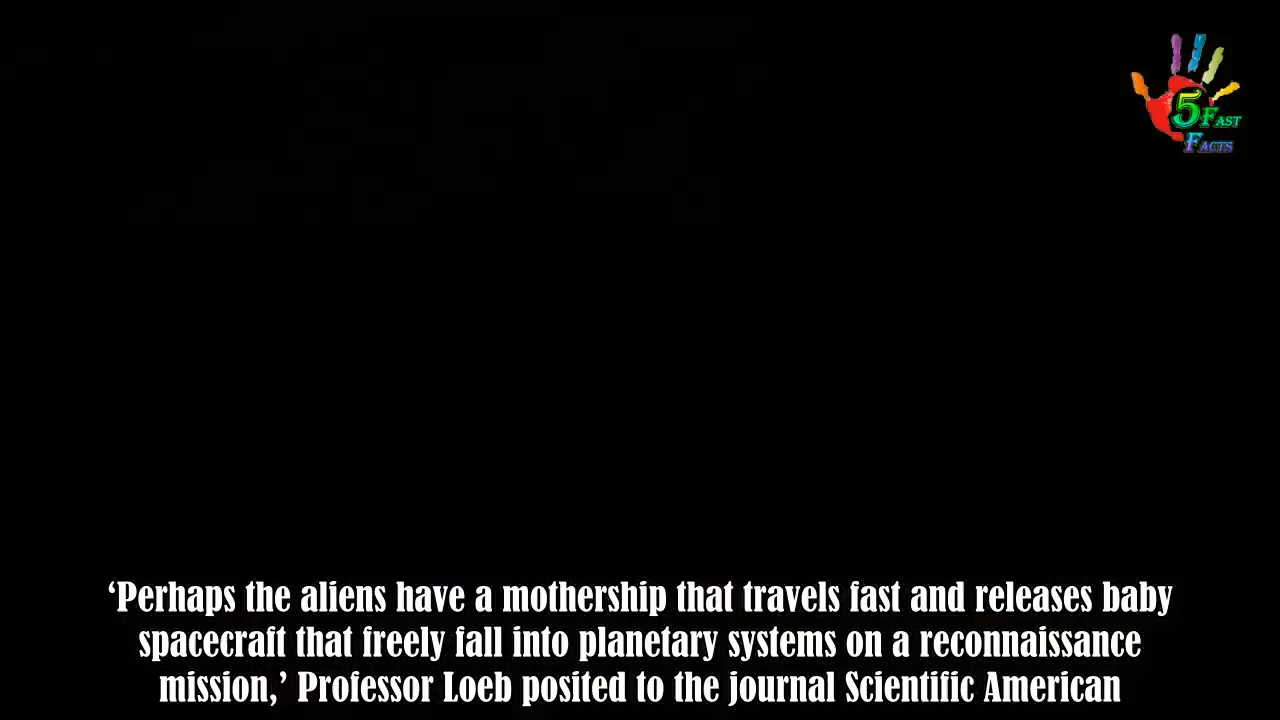 5 FAST
FACTS
‘Perhaps the aliens have a mothership that travels fast and releases baby
spacecraft that freely fall into planetary systems on a reconnaissance
mission,’ Professor Loeb posited to the journal Scientific American